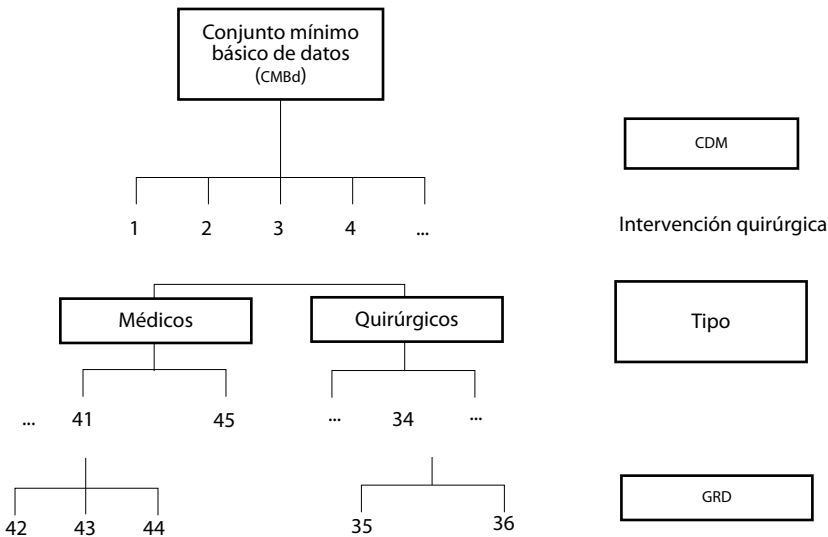 Conjunto mínimo
básico de datos
(CMBd)
CDM
1 2 3 4 ...
Intervención quirúrgica
Médicos
Quirúrgicos
Tipo
... 41 45 ... 34 ...
42 43 44 35 36
GRD